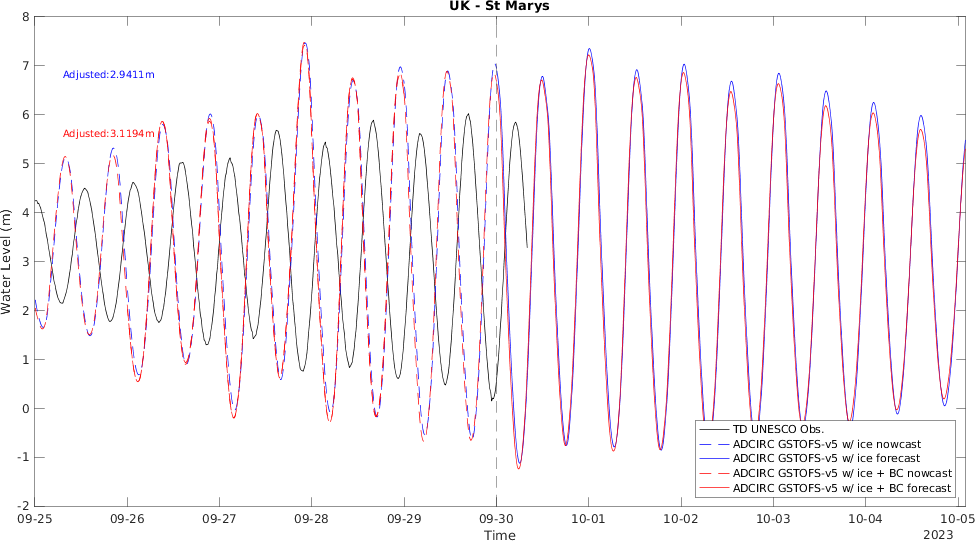 UK - St Marys
8
7
6
5
4
3
2
1
0
-1
-2
Water Level (m)
Adjusted:2.9411m
Adjusted:3.1194m
TD UNESCO Obs.
ADCIRC GSTOFS-v5 w/ ice nowcast
ADCIRC GSTOFS-v5 w/ ice forecast
ADCIRC GSTOFS-v5 w/ ice + BC nowcast
ADCIRC GSTOFS-v5 w/ ice + BC forecast
09-25 09-26 09-27 09-28 09-29 09-30 10-01 10-02 10-03 10-04 10-05
Time
2023